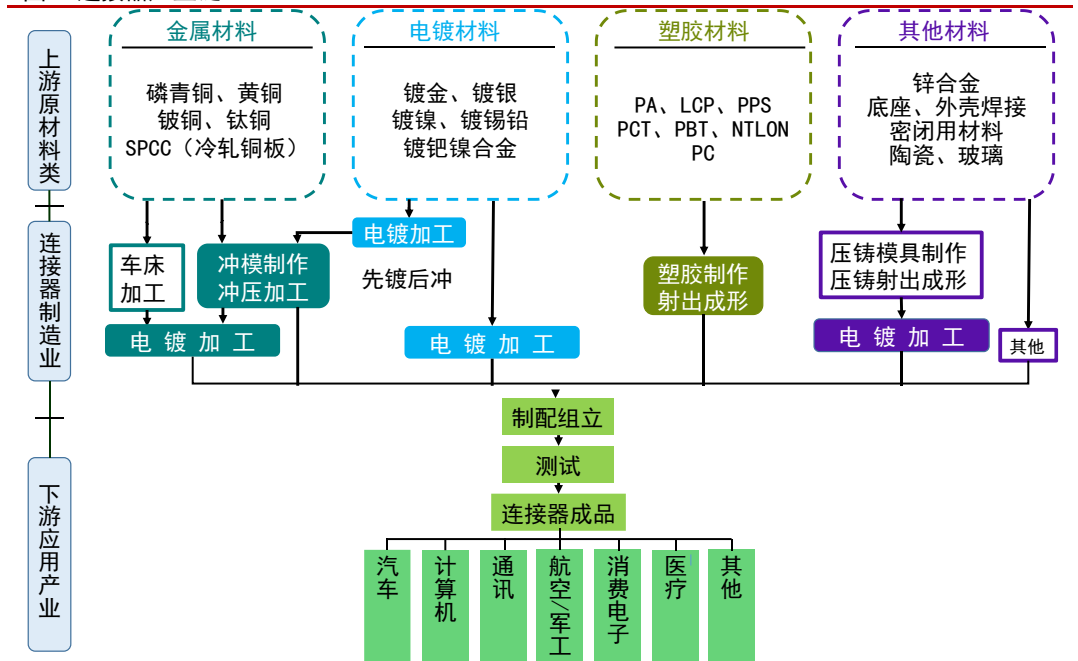 上游原材料类
金属材料
磷青铜、黄铜
铍铜、钛铜
SPCC（冷轧铜板）
电镀材料
镀金、镀银
镀镍、镀锡铅
镀钯镍合金
塑胶材料
PA、LCP、PPS
PCT、PBT、NTLON
PC
其他材料
锌合金
底座、外壳焊接
密闭用材料
陶瓷、玻璃
连接器制造业
车床
加工
冲模制作
冲压加工
电镀加工
先镀后冲
塑胶制作
射出成形
压铸模具制作
压铸射出成形
电镀加工
电镀加工
电镀加工
其他
制配组立
测试
连接器成品
下游应用产业
汽车
计算机
通讯
航空/军工
消费电子
医疗
其他